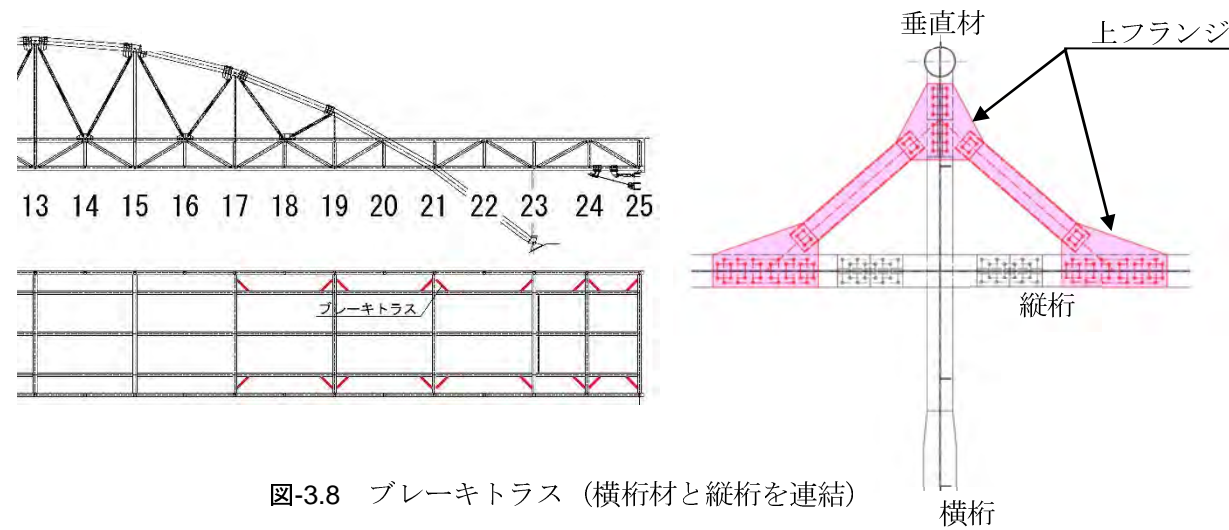 垂直材
上フランジ
13 14 15 16 17 18 19 20 21 22 23 24 25
ブレーキトラス
縦桁
図-3.8 ブレーキトラス（横桁材と縦桁を連結）
横桁